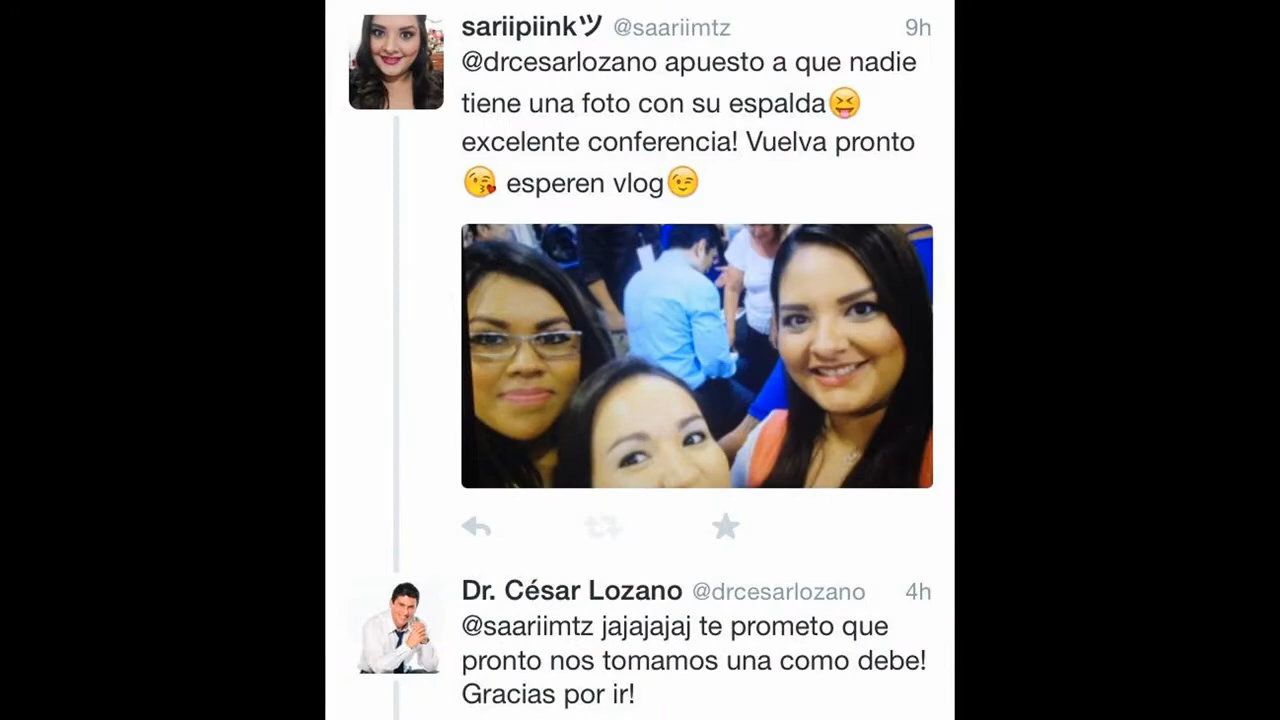 sariipiinkツ @saariimtz 9h
@drcesarlozano apuesto a que nadie
tiene una foto con su espalda😝
excelente conferencia! Vuelva pronto
😘 esperen vlog😉
Dr. César Lozano @drcesarlozano 4h
@saariimtz jajajajaj te prometo que
pronto nos tomamos una como debe!
Gracias por ir!